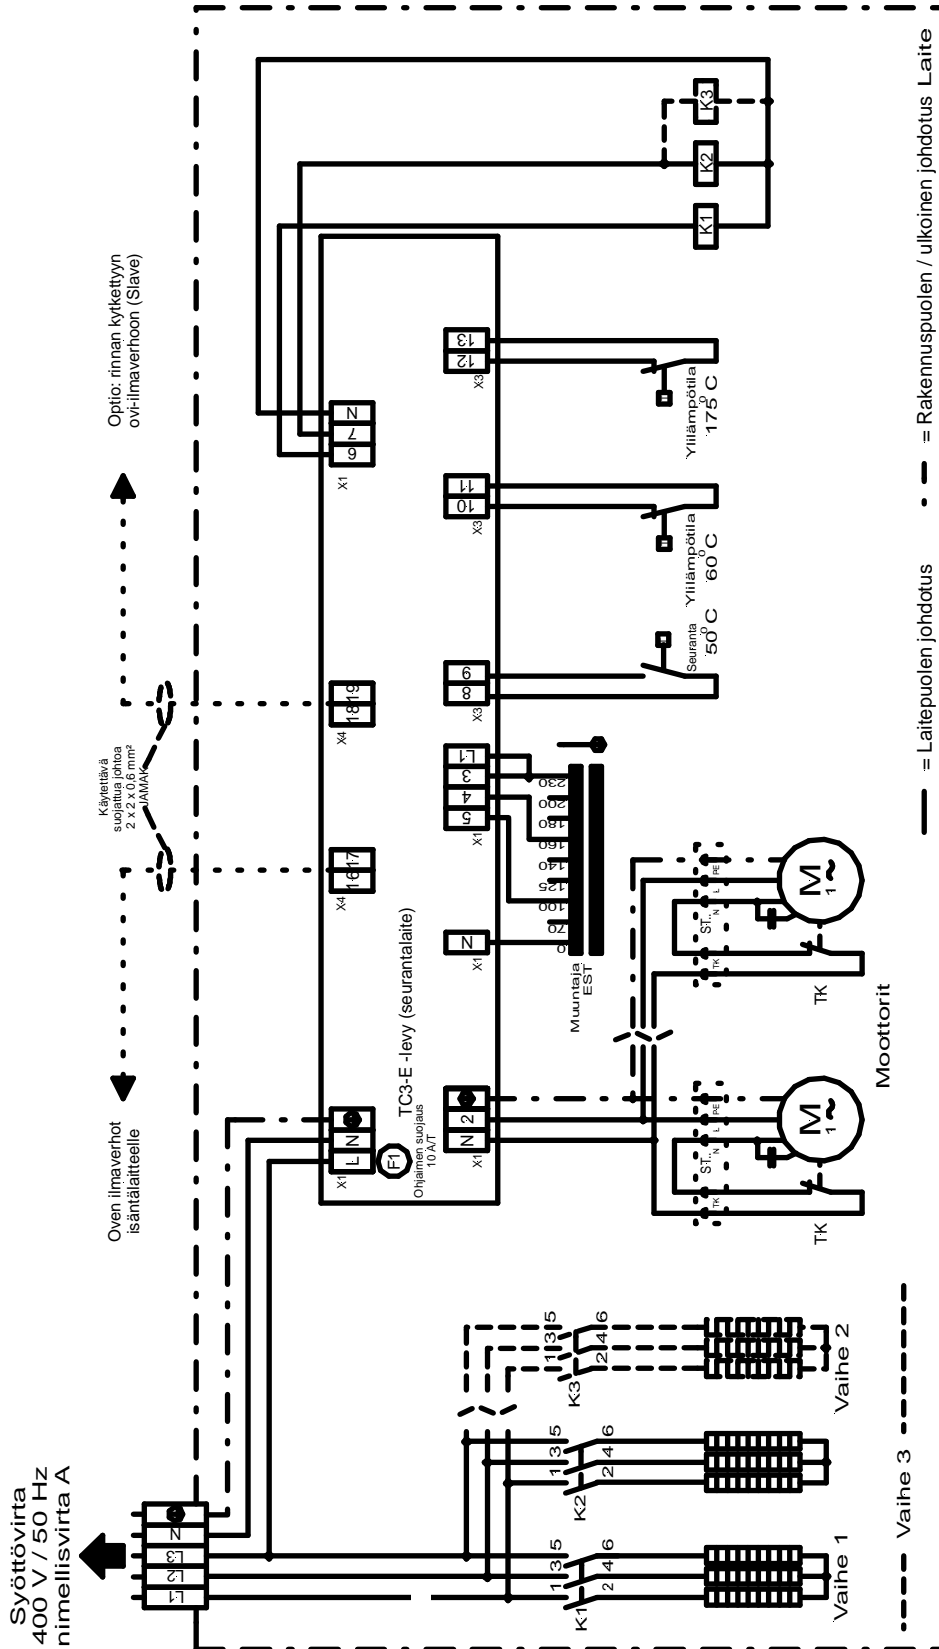 Syöttövirta
400 V / 50 Hz
nimellisvirta A
L1
L2
L3
N
Oven ilmaverhot
isäntälaitteelle
Käytettävä
suojattua johtoa
2 x 2 x 0,6 mm²
JAMAK
Optio: rinnan kytkettyyn
ovi-ilmaverhoon (Slave)
X1
L
N
F1
TC3-E -levy (seurantalaite)
Ohjaimen suojaus
10 A/T
X4
16
17
X4
18
19
X1
6
7
N
X1
N
2
X1
N
X1
5
4
3
L1
X3
8
9
X3
10
11
X3
12
13
K1
K2
K3
Muuntaja
EST
0
70
100
125
140
160
180
200
230
Seuranta
50°C
Ylilämpötila
60°C
Ylilämpötila
175°C
TK
ST..
N
L
PE
M
1~
TK
TK
ST..
N
L
PE
M
1~
TK
Moottorit
K1
1
3
5
2
4
6
K2
1
3
5
2
4
6
K3
1
3
5
2
4
6
Vaihe 1
Vaihe 2
Vaihe 3
= Laitepuolen johdotus
= Rakennuspuolen / ulkoinen johdotus
Laite